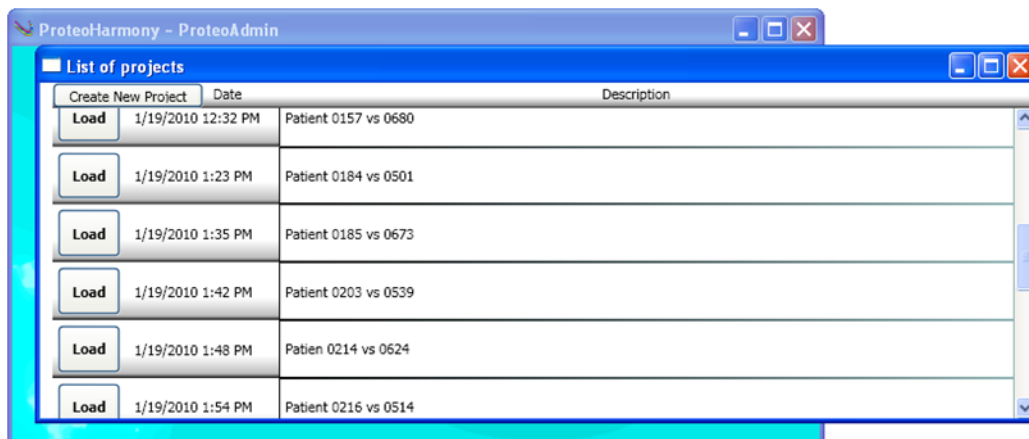 ProteoHarmony - ProteoAdmin
List of projects
Create New Project Date Description
Load 1/19/2010 12:32 PM Patient 0157 vs 0680
Load 1/19/2010 1:23 PM Patient 0184 vs 0501
Load 1/19/2010 1:35 PM Patient 0185 vs 0673
Load 1/19/2010 1:42 PM Patient 0203 vs 0539
Load 1/19/2010 1:48 PM Patien 0214 vs 0624
Load 1/19/2010 1:54 PM Patient 0216 vs 0514